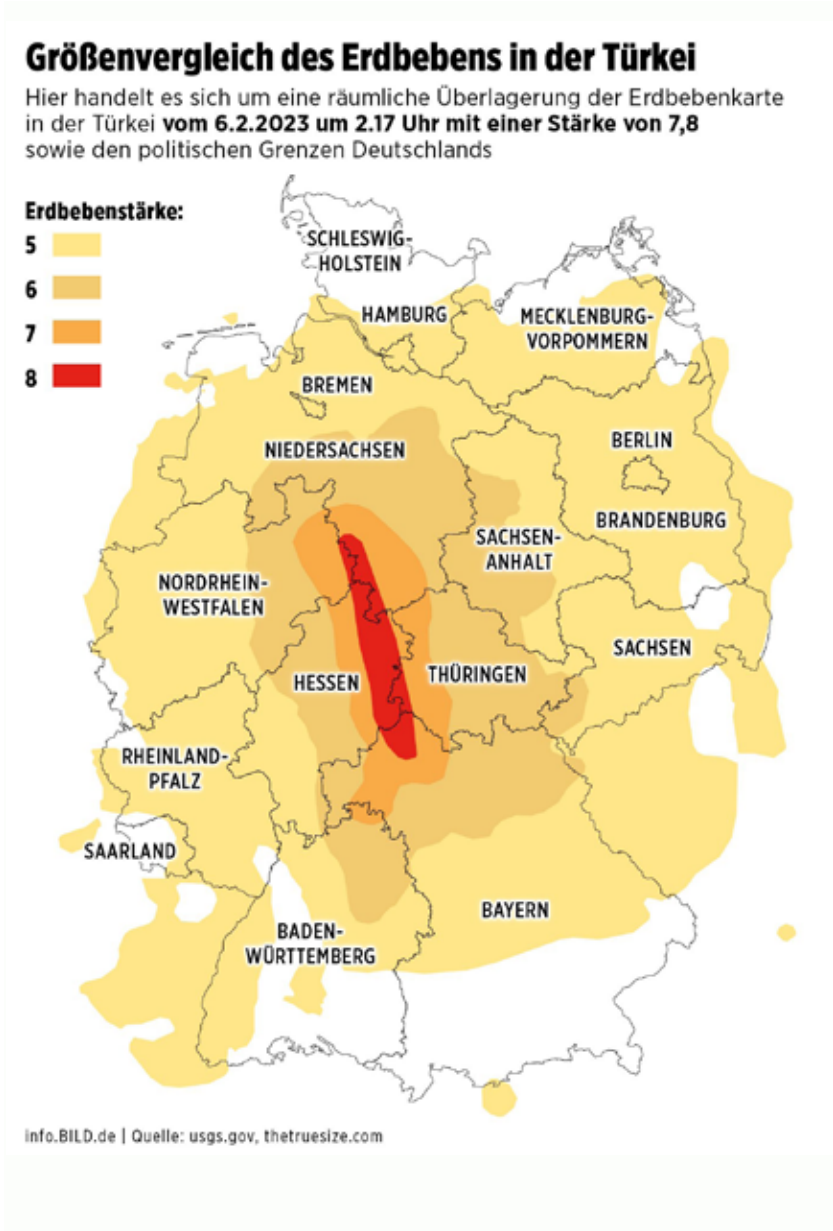 Größenvergleich des Erdbebens in der Türkei
Hier handelt es sich um eine räumliche Überlagerung der Erdbebenkarte
in der Türkei vom 6.2.2023 um 2.17 Uhr mit einer Stärke von 7,8
sowie den politischen Grenzen Deutschlands
Erdbebenstärke:
5
6
7
8
SCHLESWIG-
HOLSTEIN
HAMBURG
MECKLENBURG-
VORPOMMERN
BREMEN
NIEDERSACHSEN
BERLIN
BRANDENBURG
SACHSEN-
ANHALT
NORDRHEIN-
WESTFALEN
SACHSEN
HESSEN
THÜRINGEN
RHEINLAND-
PFALZ
SAARLAND
BAYERN
BADEN-
WÜRTTEMBERG
info.BILD.de | Quelle: usgs.gov, thetruesize.com